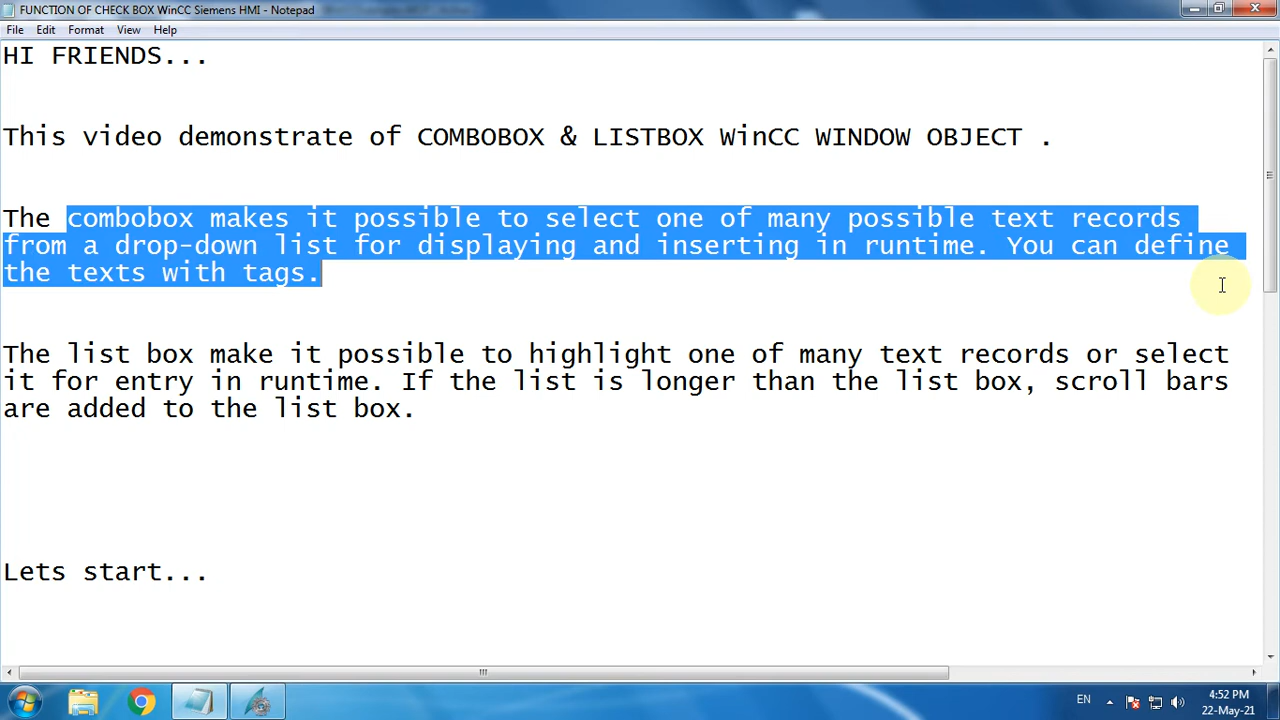 FUNCTION OF CHECK BOX WinCC Siemens HMI - Notepad
File Edit Format View Help
HI FRIENDS...
This video demonstrate of COMBOBOX & LISTBOX WinCC WINDOW OBJECT .
The combobox makes it possible to select one of many possible text records
from a drop-down list for displaying and inserting in runtime. You can define
the texts with tags.
The list box make it possible to highlight one of many text records or select
it for entry in runtime. If the list is longer than the list box, scroll bars
are added to the list box.
Lets start...
EN
4:52 PM
22-May-21